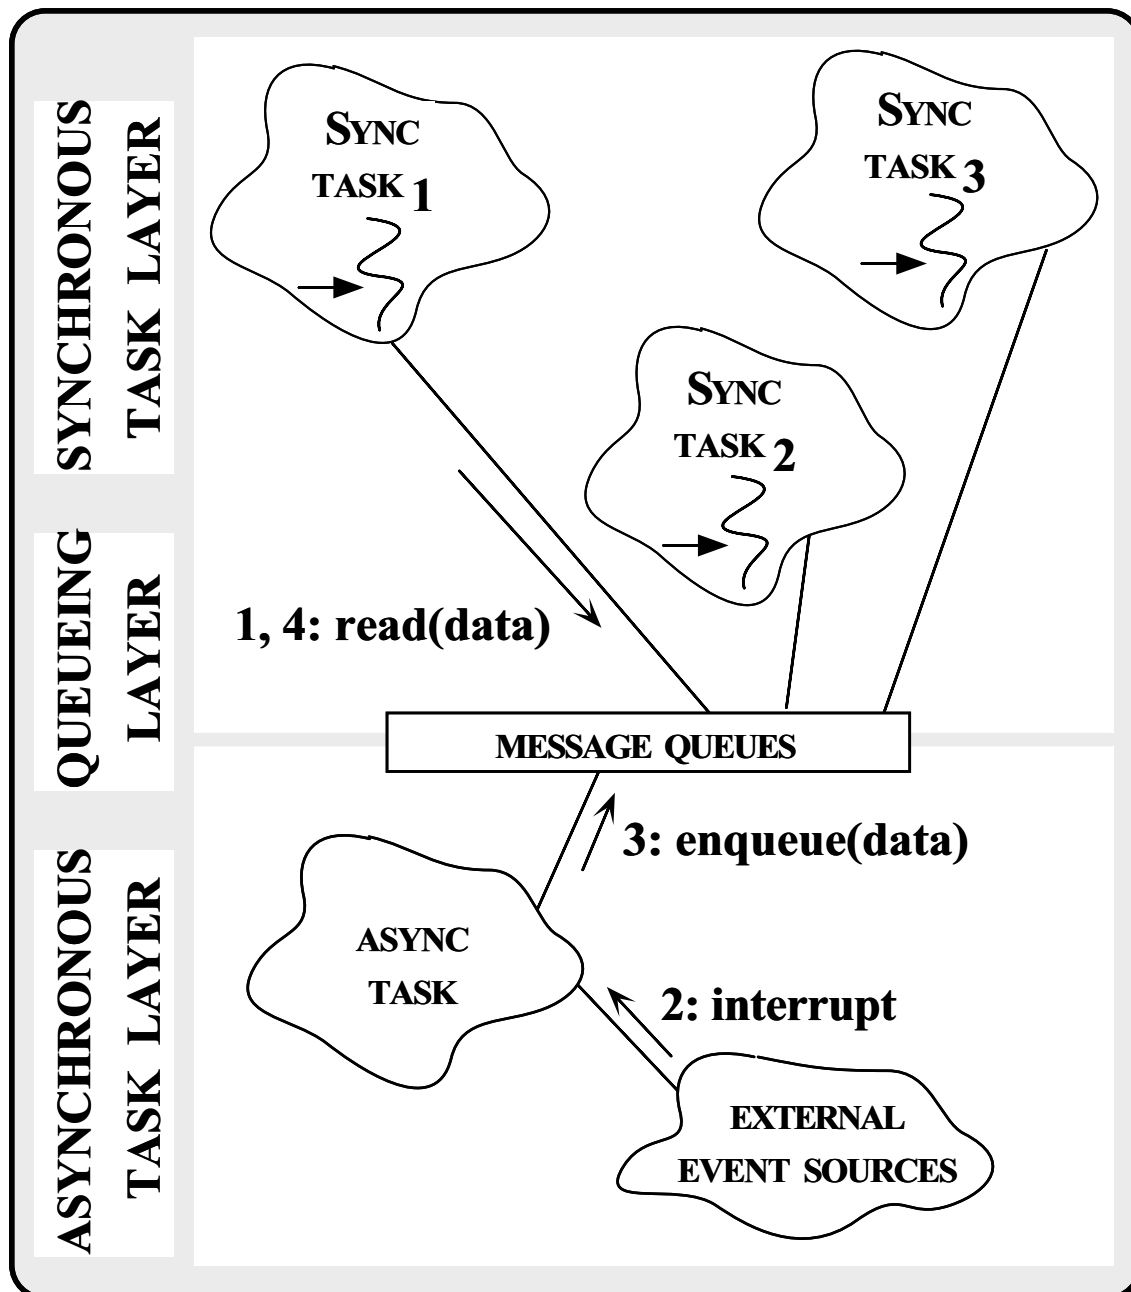 SYNCHRONOUS
TASK LAYER
SYNC
TASK 1
SYNC
TASK 3
SYNC
TASK 2
1, 4: read(data)
QUEUEING
LAYER
MESSAGE QUEUES
3: enqueue(data)
ASYNCHRONOUS
TASK LAYER
ASYNC
TASK
2: interrupt
EXTERNAL
EVENT SOURCES